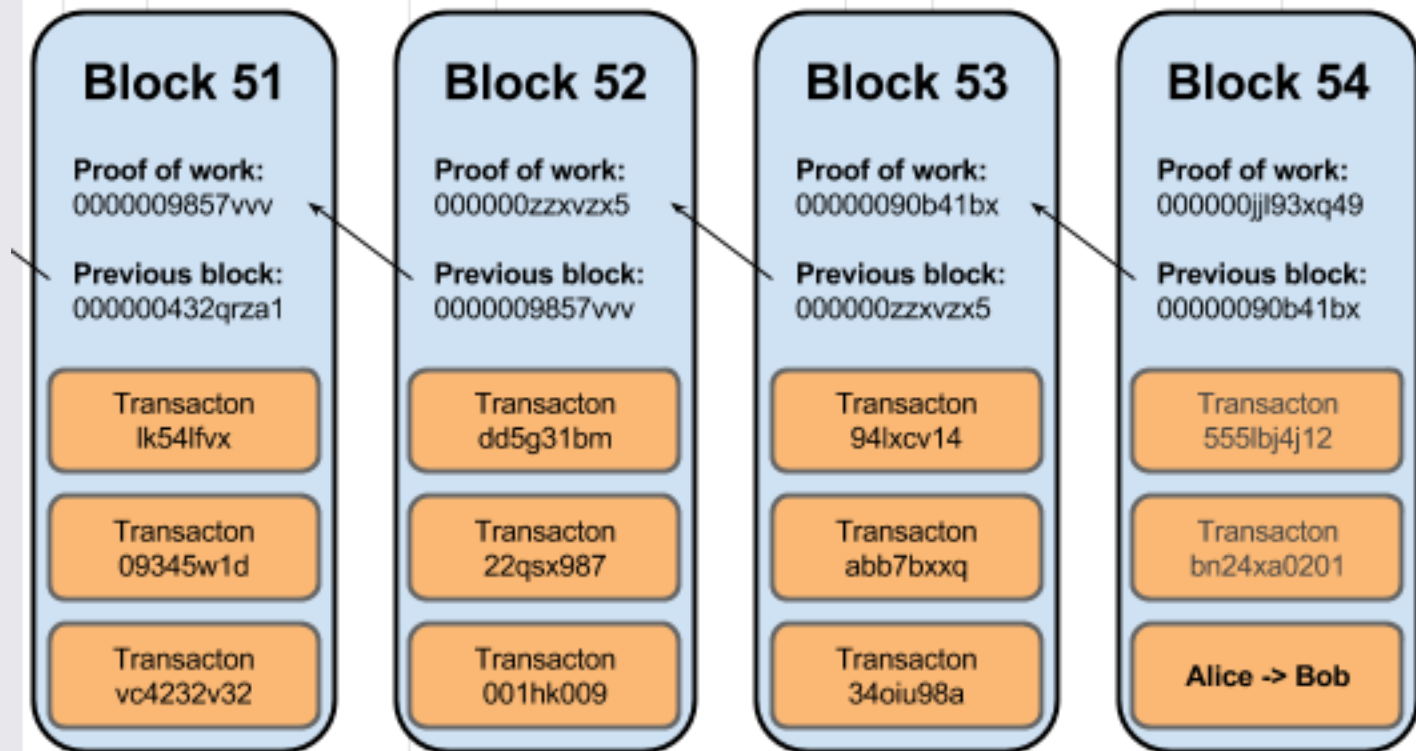 Block 51
Proof of work:
0000009857vvv
Previous block:
000000432qrza1
Transacton
lk54lfvx
Transacton
09345w1d
Transacton
vc4232v32
Block 52
Proof of work:
000000zzxvzx5
Previous block:
0000009857vvv
Transacton
dd5g31bm
Transacton
22qsx987
Transacton
001hk009
Block 53
Proof of work:
00000090b41bx
Previous block:
000000zzxvzx5
Transacton
94lxcv14
Transacton
abb7bxxq
Transacton
34oiu98a
Block 54
Proof of work:
000000jjl93xq49
Previous block:
00000090b41bx
Transacton
555lbj4j12
Transacton
bn24xa0201
Alice -> Bob